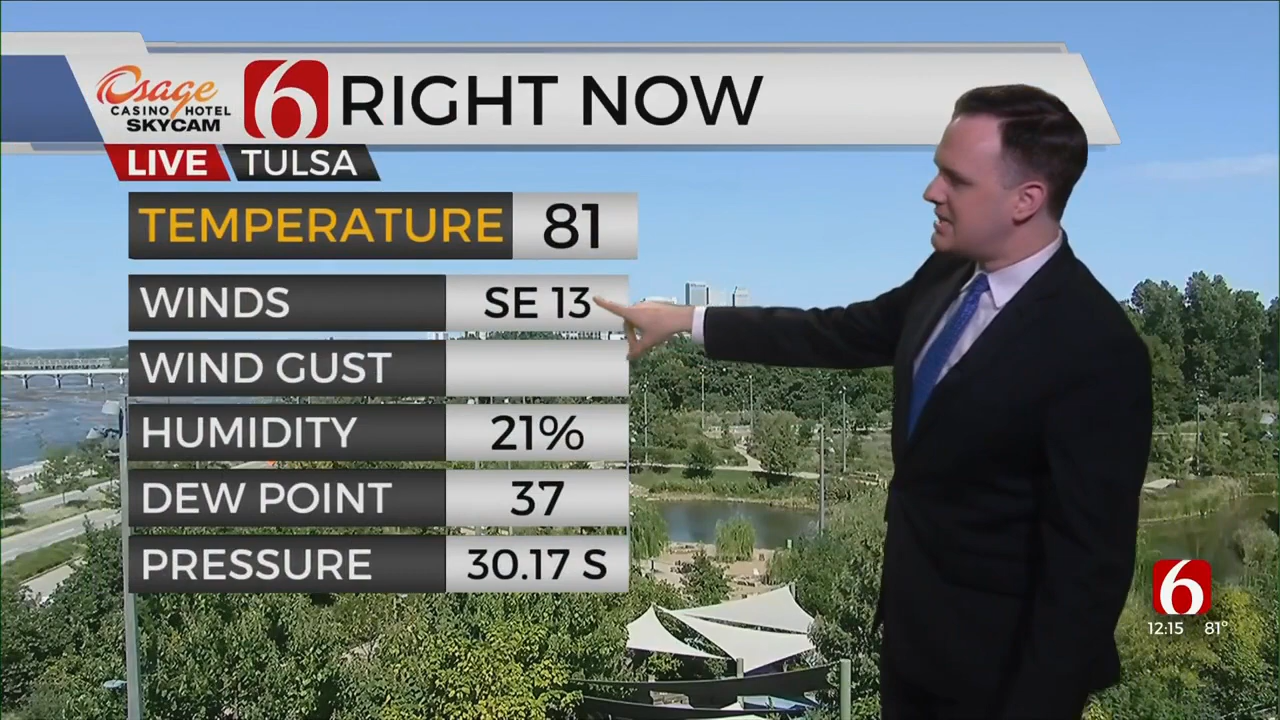 Osage
CASINO HOTEL
SKYCAM
6 RIGHT NOW
LIVE TULSA
TEMPERATURE 81
WINDS SE 13
WIND GUST
HUMIDITY 21%
DEW POINT 37
PRESSURE 30.17 S
6
12:15 81°